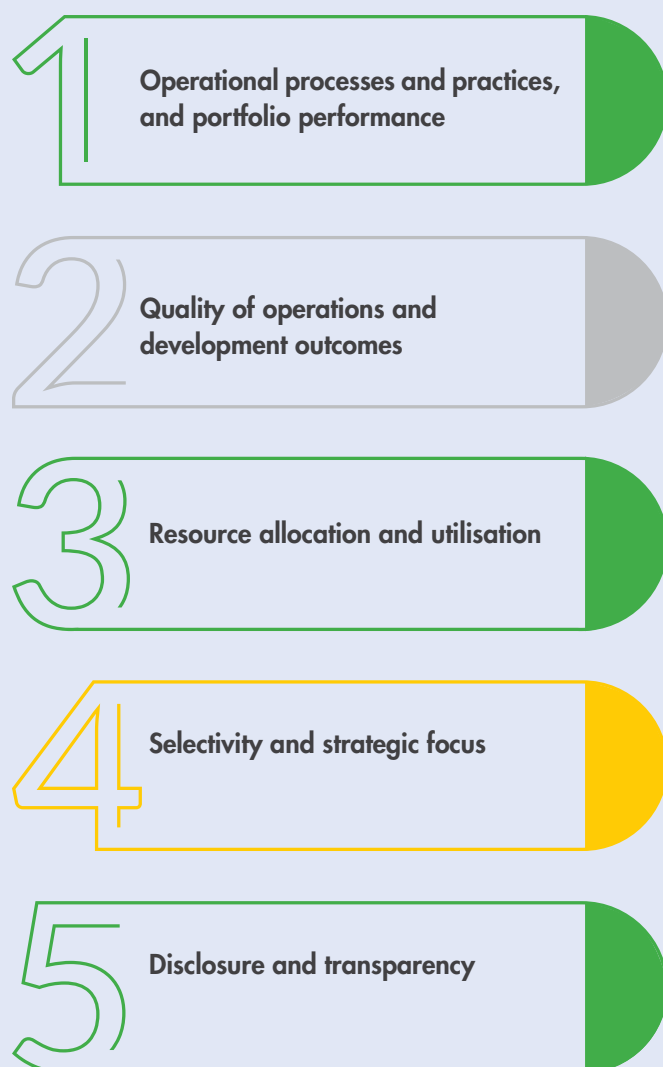 1
Operational processes and practices,
and portfolio performance
2
Quality of operations and
development outcomes
3
Resource allocation and utilisation
4
Selectivity and strategic focus
5
Disclosure and transparency